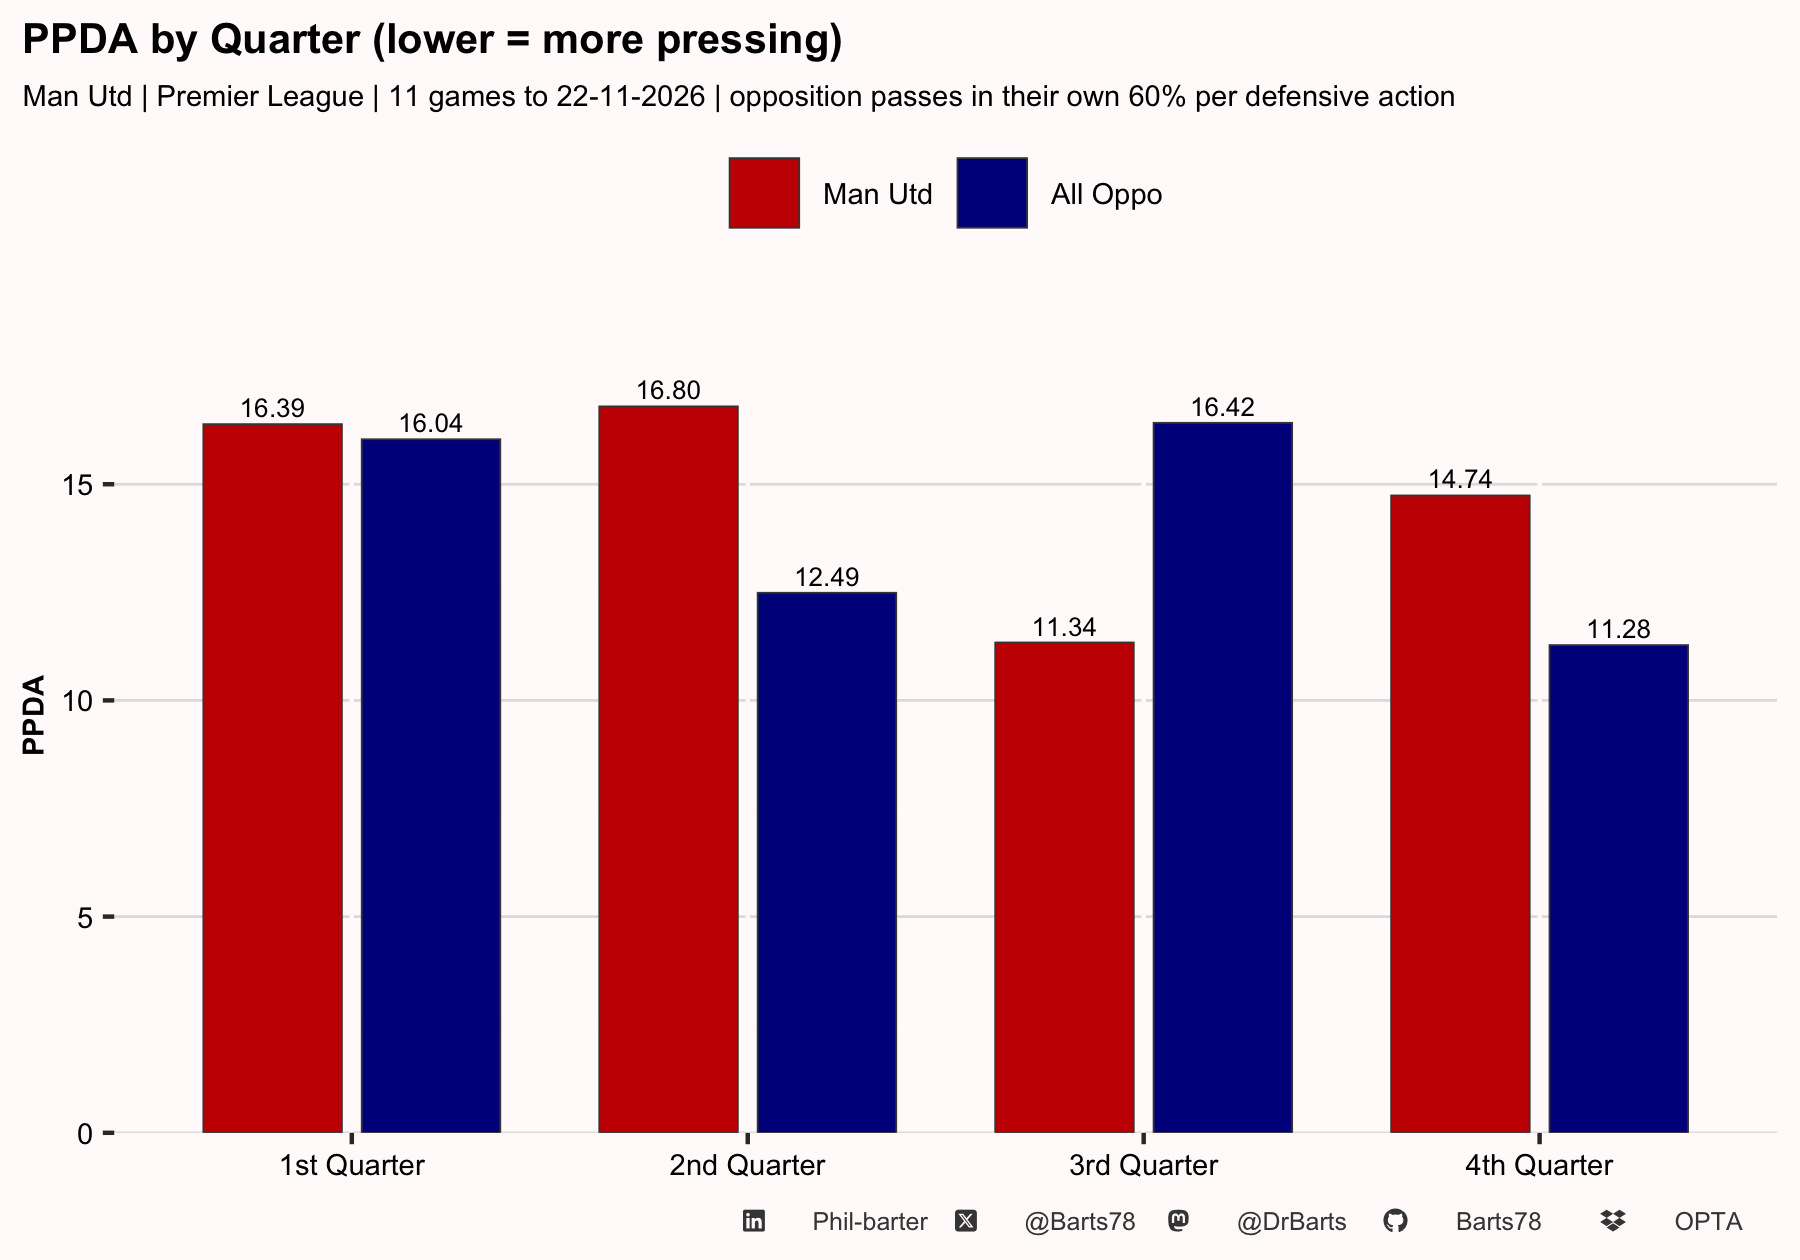 PPDA by Quarter (lower = more pressing)
Man Utd | Premier League | 11 games to 22-11-2026 | opposition passes in their own 60% per defensive action
Man Utd All Oppo
16.39 16.04 16.80 12.49 11.34 16.42 14.74 11.28
PPDA
15
10
5
0
1st Quarter 2nd Quarter 3rd Quarter 4th Quarter
Phil-barter @Barts78 @DrBarts Barts78 OPTA